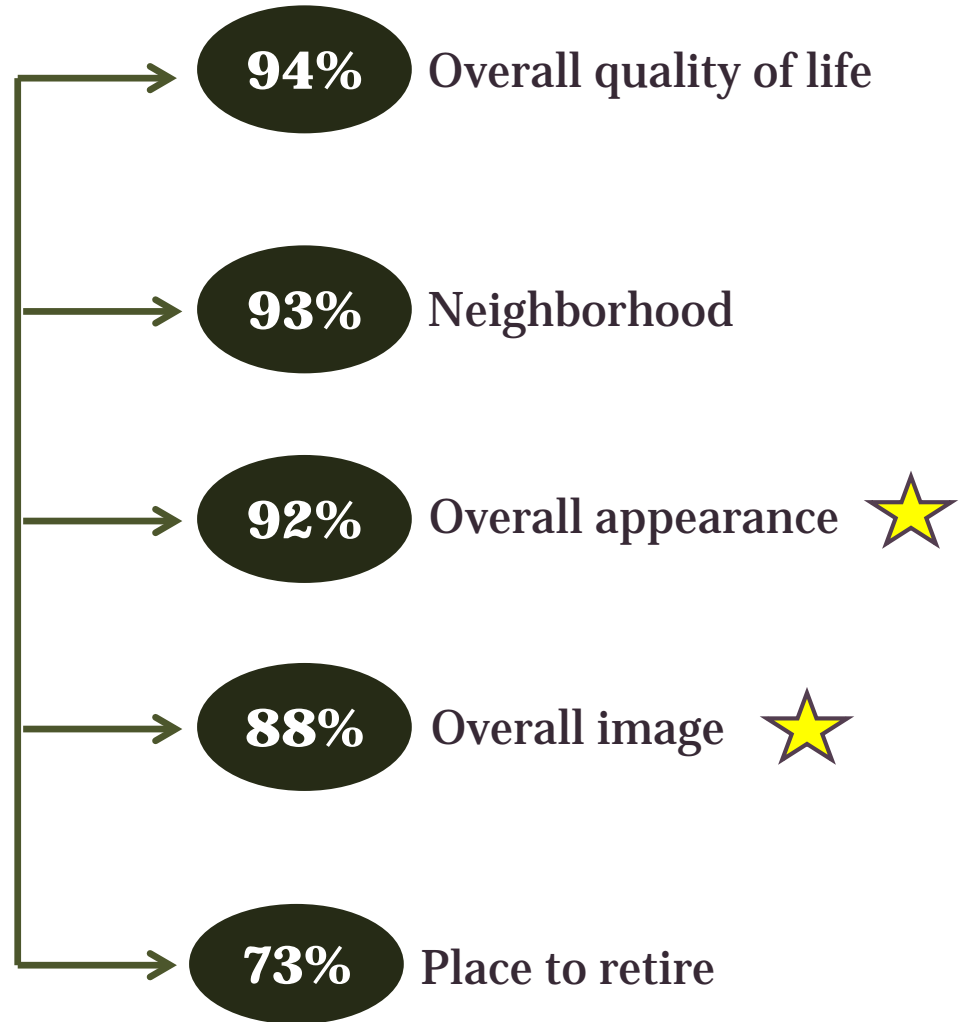 94% Overall quality of life
93% Neighborhood
92% Overall appearance
88% Overall image
73% Place to retire